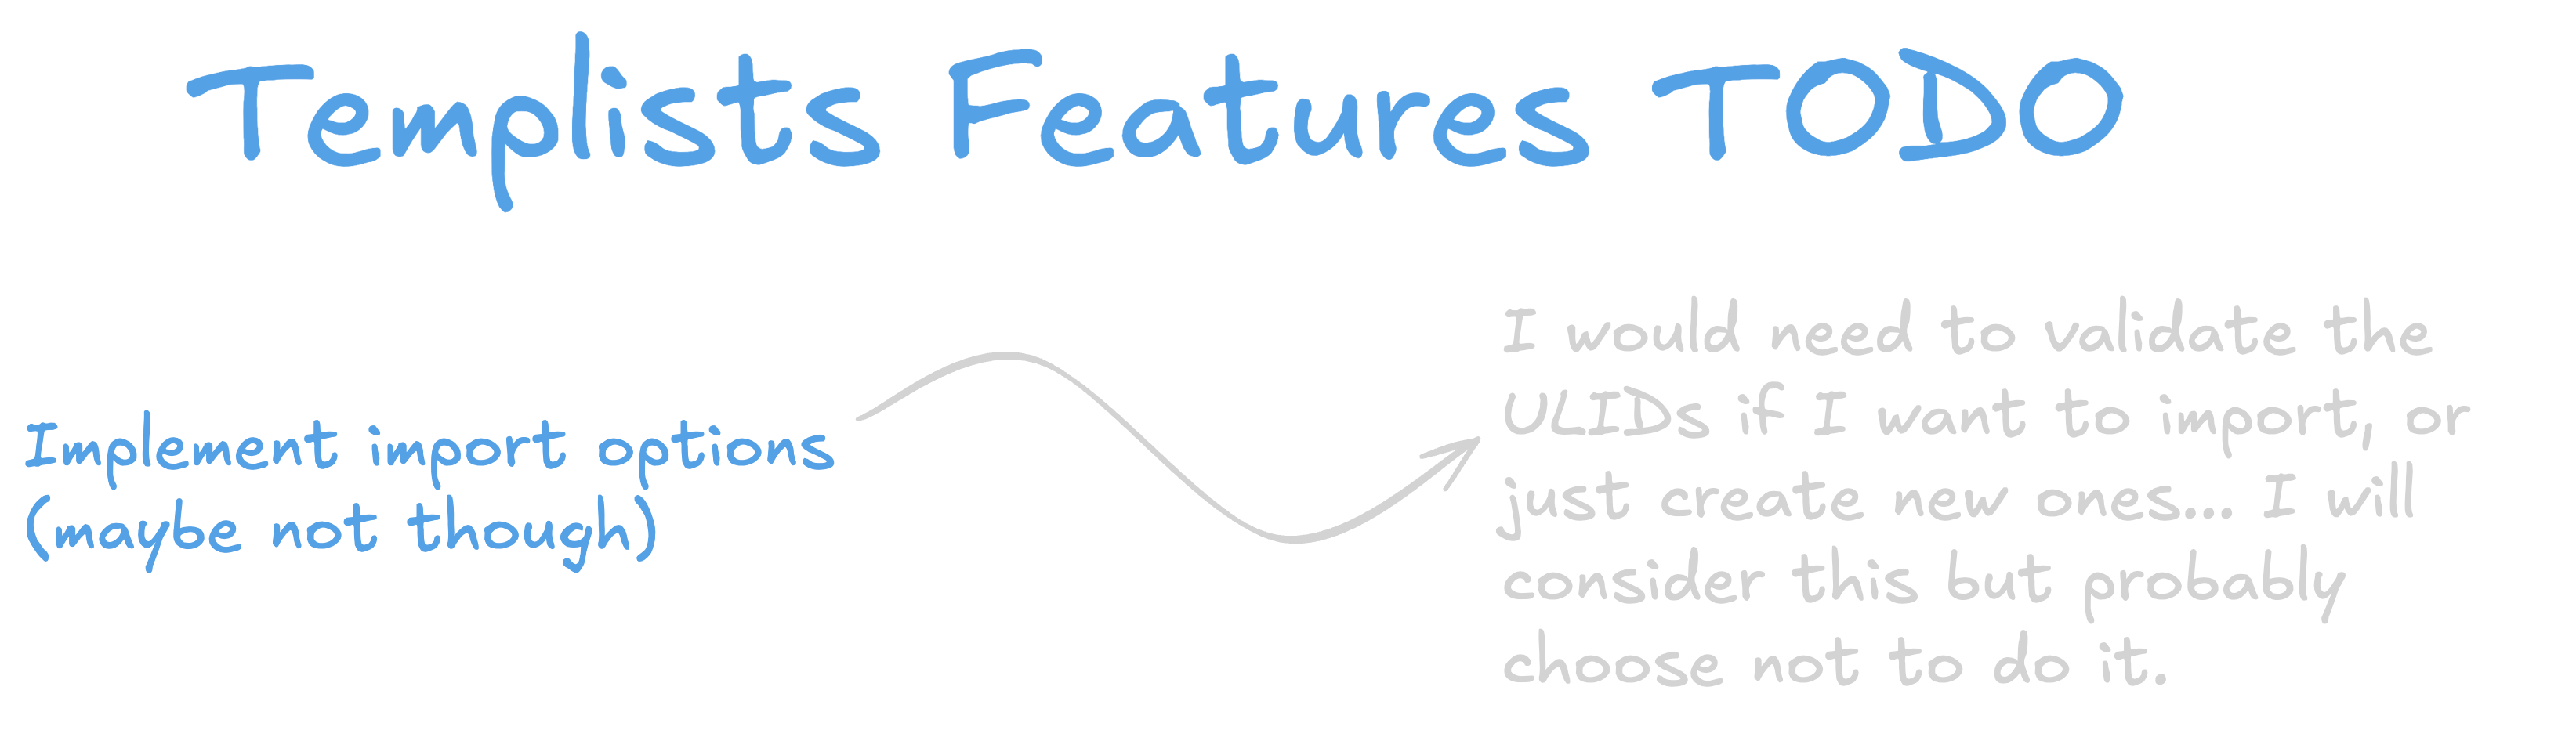 Templists Features TODO
Implement import options
(maybe not though)
I would need to validate the
ULIDs if I want to import, or
just create new ones... I will
consider this but probably
choose not to do it.